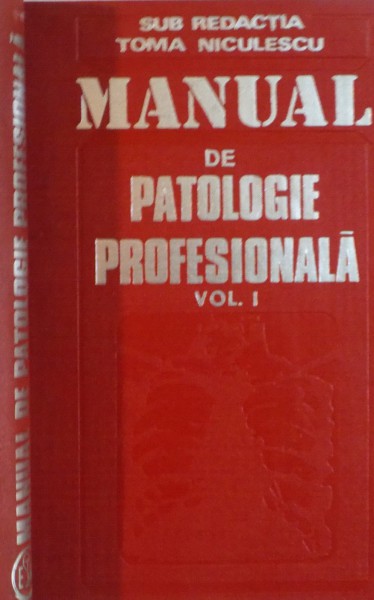 SUB REDACȚIA
TOMA NICULESCU
MANUAL
DE
PATOLOGIE
PROFESIONALĂ
VOL. I
MANUAL DE PATOLOGIE PROFESIONALĂ